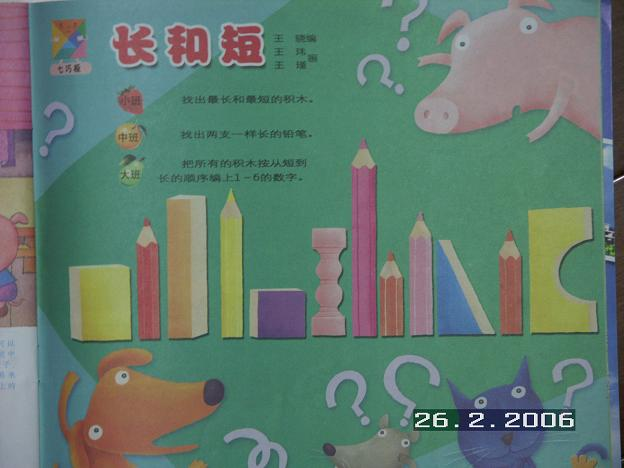 七巧板
长和短
王 骁编
王 玮
王 瑾
画
小班
找出最长和最短的积木。
中班
找出两支一样长的铅笔。
大班
把所有的积木按从短到
长的顺序编上1-6的数字。
26.2.2006